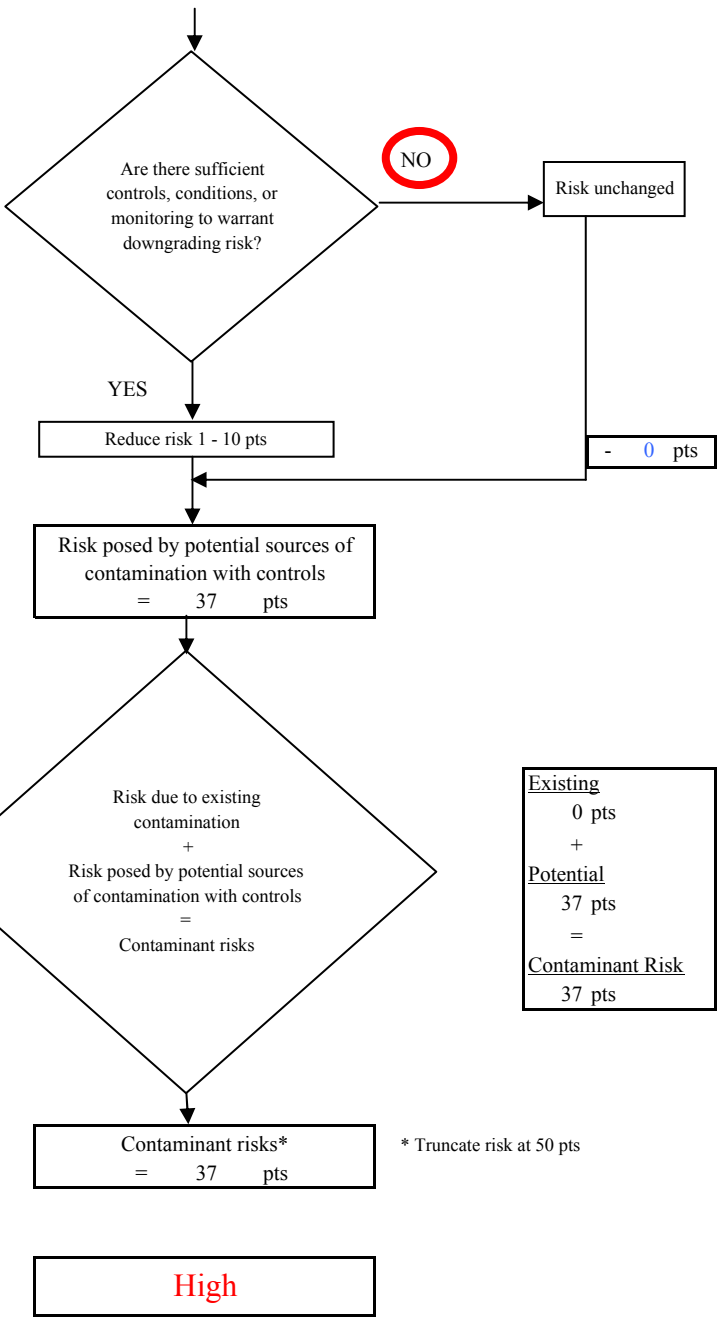 Are there sufficient
controls, conditions, or
monitoring to warrant
downgrading risk?
NO
Risk unchanged
YES
Reduce risk 1 - 10 pts
- 0 pts
Risk posed by potential sources of
contamination with controls
= 37 pts
Risk due to existing
contamination
+
Risk posed by potential sources
of contamination with controls
=
Contaminant risks
Existing
0 pts
+
Potential
37 pts
=
Contaminant Risk
37 pts
Contaminant risks*
= 37 pts
* Truncate risk at 50 pts
High